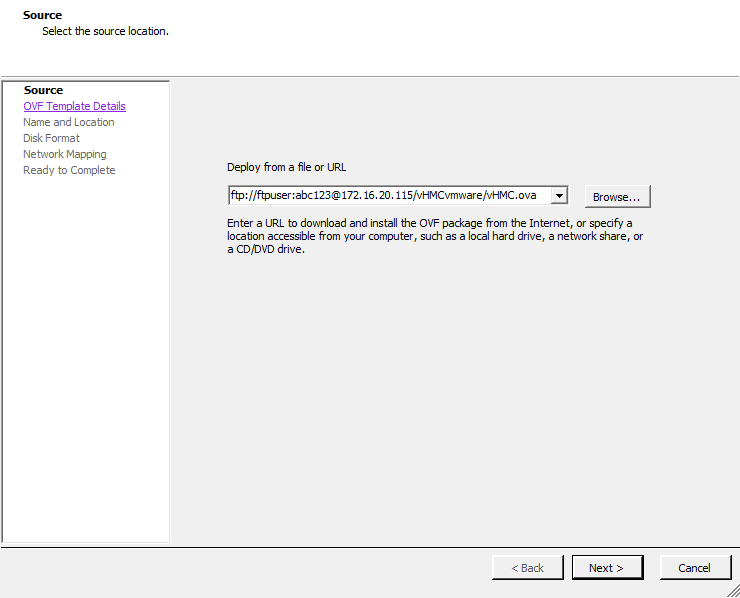 Source
Select the source location.
Source
OVF Template Details
Name and Location
Disk Format
Network Mapping
Ready to Complete
Deploy from a file or URL
ftp://ftpuser:abc123@172.16.20.115/vHMCvmware/vHMC.ova
Browse...
Enter a URL to download and install the OVF package from the Internet, or specify a
location accessible from your computer, such as a local hard drive, a network share, or
a CD/DVD drive.
< Back
Next >
Cancel